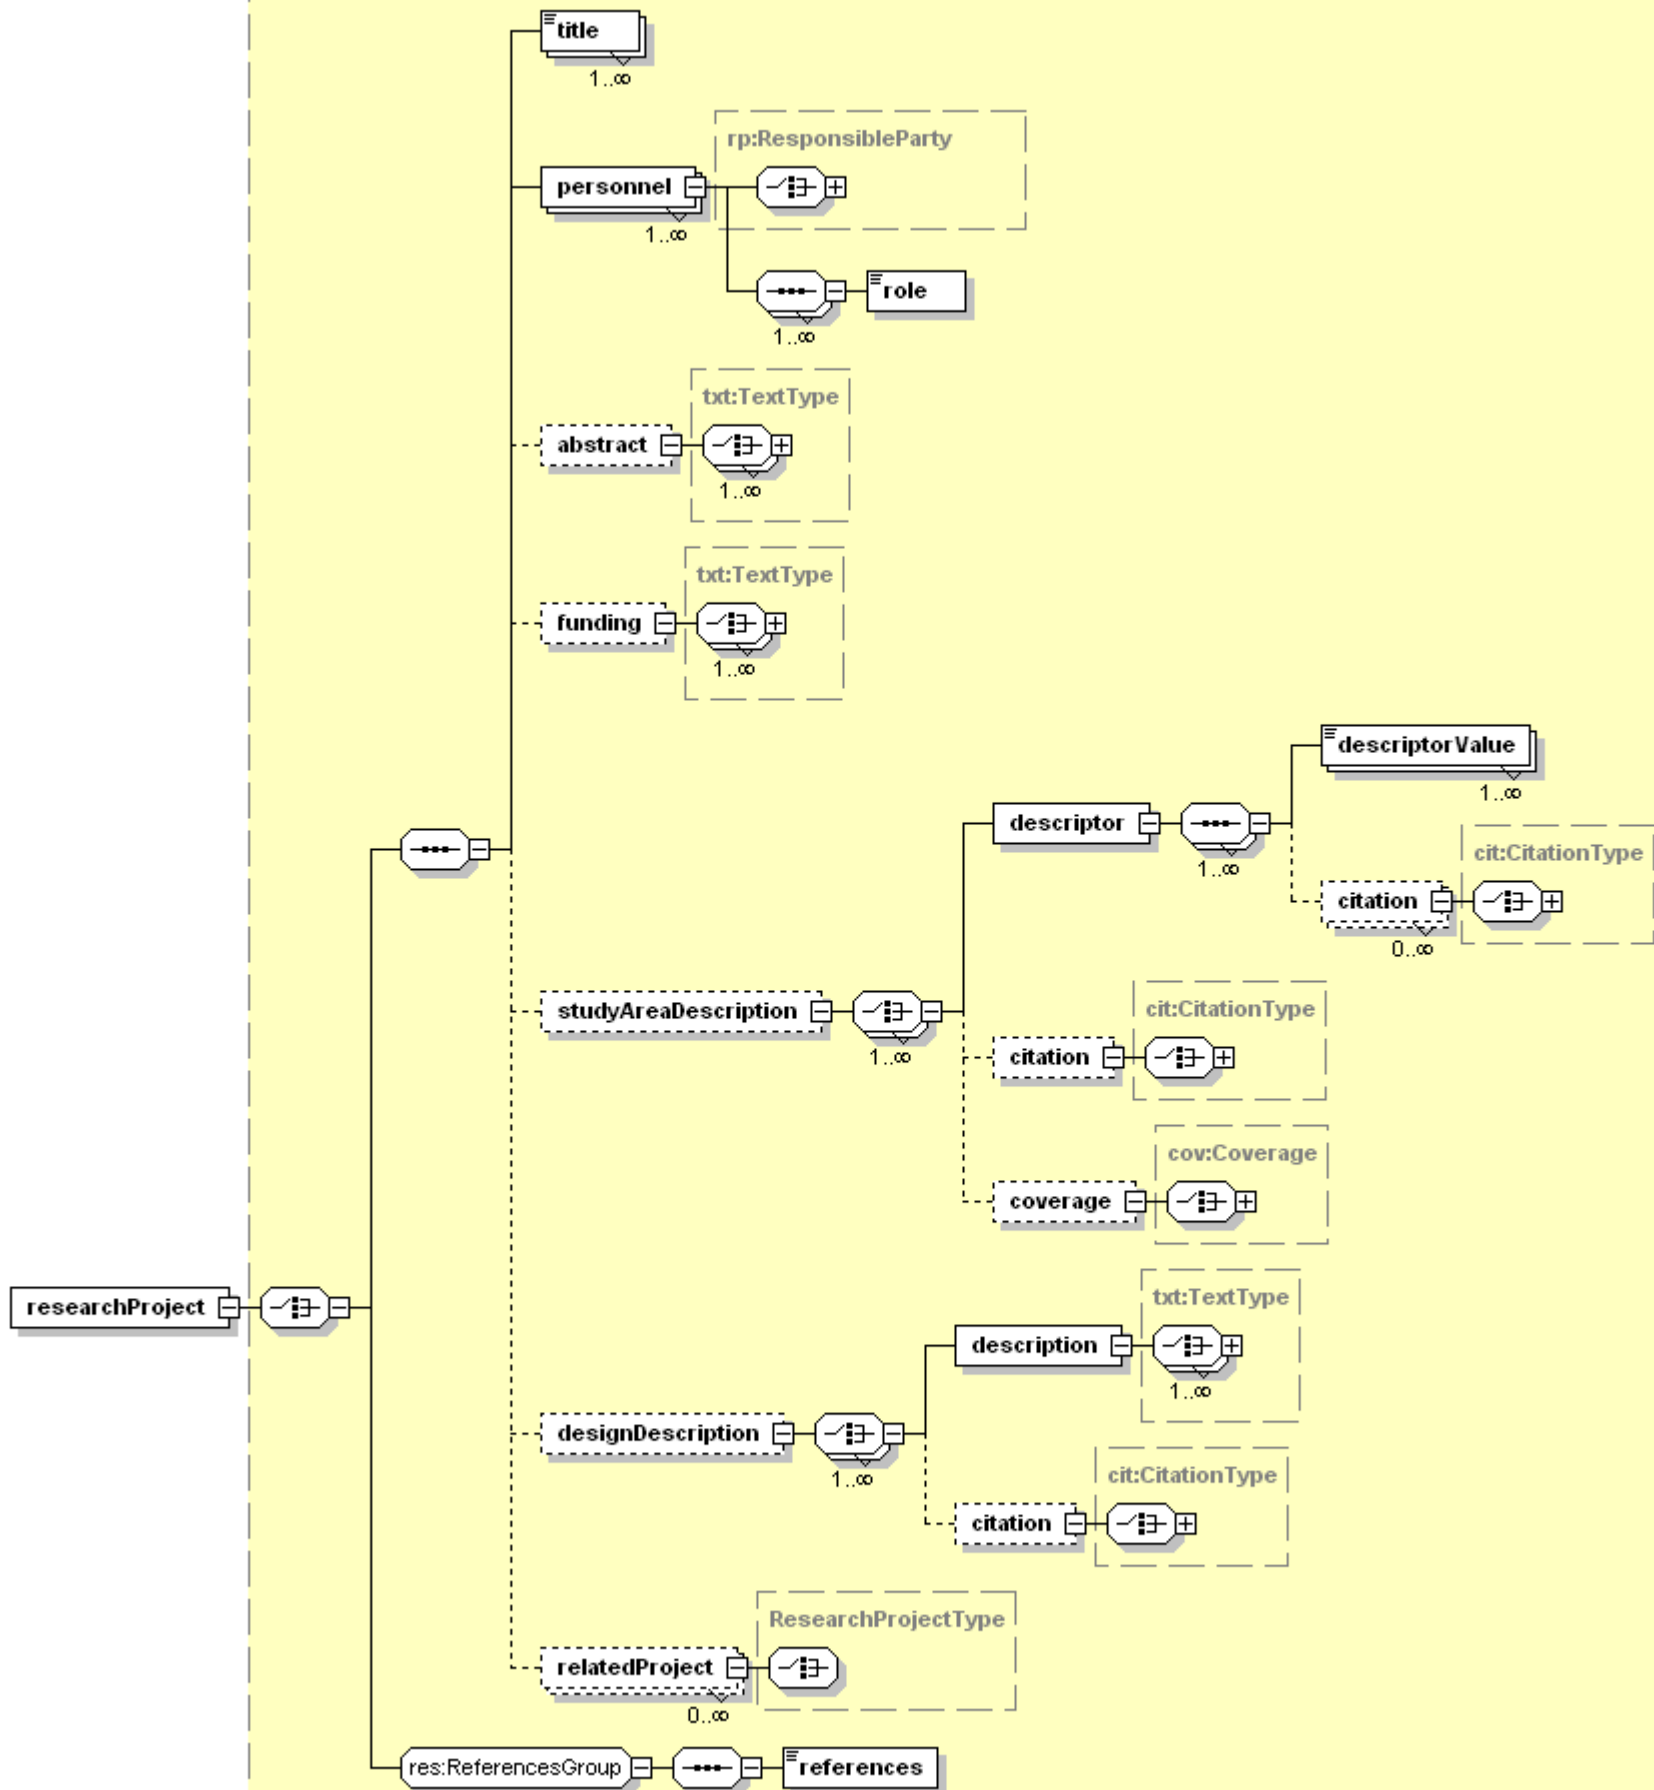 title
1..∞
rp:ResponsibleParty
personnel
1..∞
role
1..∞
txt:TextType
abstract
1..∞
txt:TextType
funding
1..∞
descriptorValue
1..∞
descriptor
1..∞
cit:CitationType
citation
0..∞
studyAreaDescription
1..∞
cit:CitationType
citation
cov:Coverage
coverage
researchProject
txt:TextType
description
1..∞
designDescription
1..∞
cit:CitationType
citation
ResearchProjectType
relatedProject
0..∞
res:ReferencesGroup
references